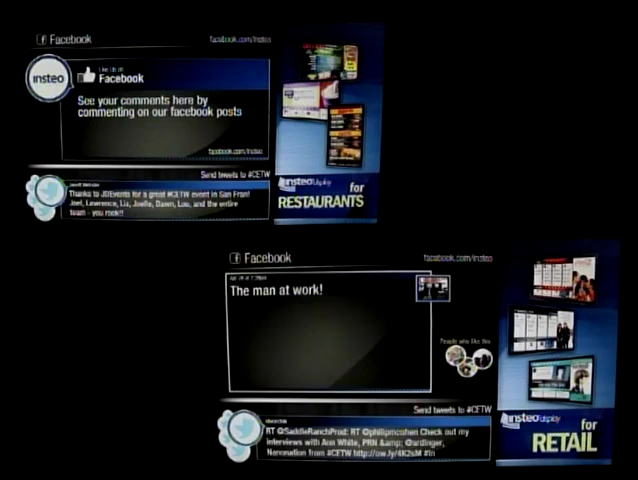 Facebook
facebook.com/insteo
insteo
Like Us on
Facebook
See your comments here by
commenting on our facebook posts
facebook.com/insteo
Send tweets to #CETW
Thanks to JDEvents for a great #CETW event in San Fran!
Joel, Lawrence, Liz, Joelle, Dawn, Lou, and the entire
team - you rock!!
insteo display
for
RESTAURANTS
Facebook
facebook.com/insteo
The man at work!
People who like this
Send tweets to #CETW
RT @SaddleRanchProd: RT @philipmcohen Check out my
interviews with Ann White, PRN &amp; @ardinger,
from #CETW http://ow.ly/4K2sM #in
insteo display
for
RETAIL